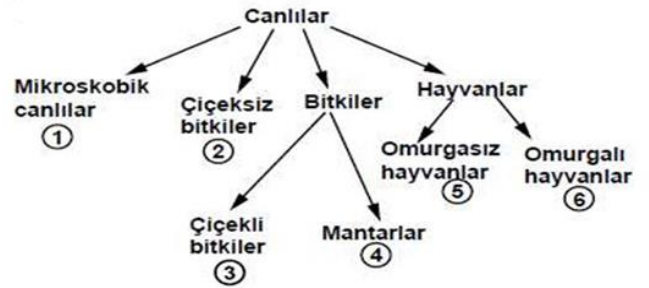 Canlılar
Mikroskobik
canlılar
1
Çiçeksiz
bitkiler
2
Bitkiler
Hayvanlar
Omurgasız
hayvanlar
5
Omurgalı
hayvanlar
6
Çiçekli
bitkiler
3
Mantarlar
4